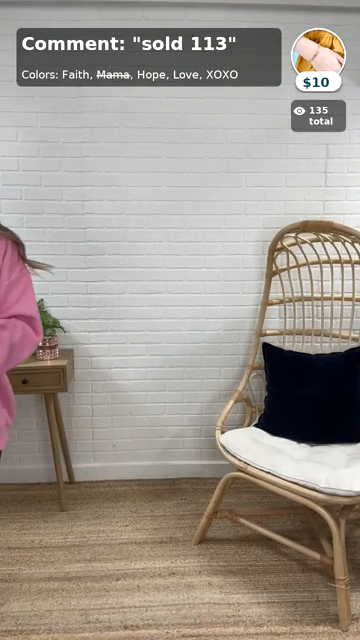 Comment: "sold 113"
Colors: Faith, Mama, Hope, Love, XOXO
$10
135
total